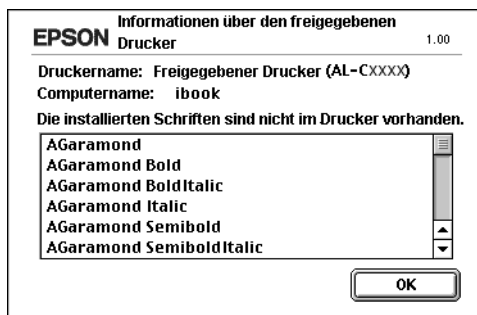 EPSON Informationen über den freigegebenen
Drucker 1.00
Druckername: Freigegebener Drucker (AL-CXXXX)
Computername: ibook
Die installierten Schriften sind nicht im Drucker vorhanden.
AGaramond
AGaramond Bold
AGaramond BoldItalic
AGaramond Italic
AGaramond Semibold
AGaramond SemiboldItalic
OK